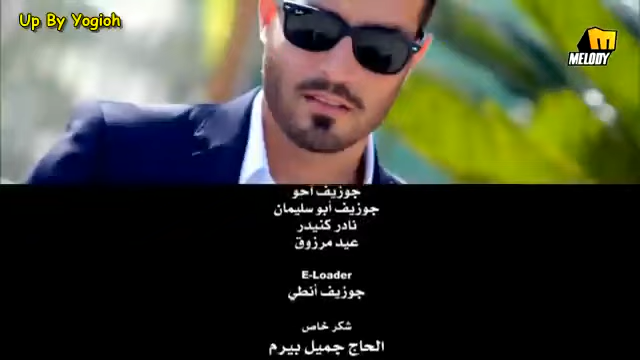 Up By Yogioh
MELODY
جوزيف احو
جوزيف أبو سليمان
نادر كنيدر
عيد مرزوق
E-Loader
جوزيف أنطي
شكر خاص
الحاج جميل بيرم